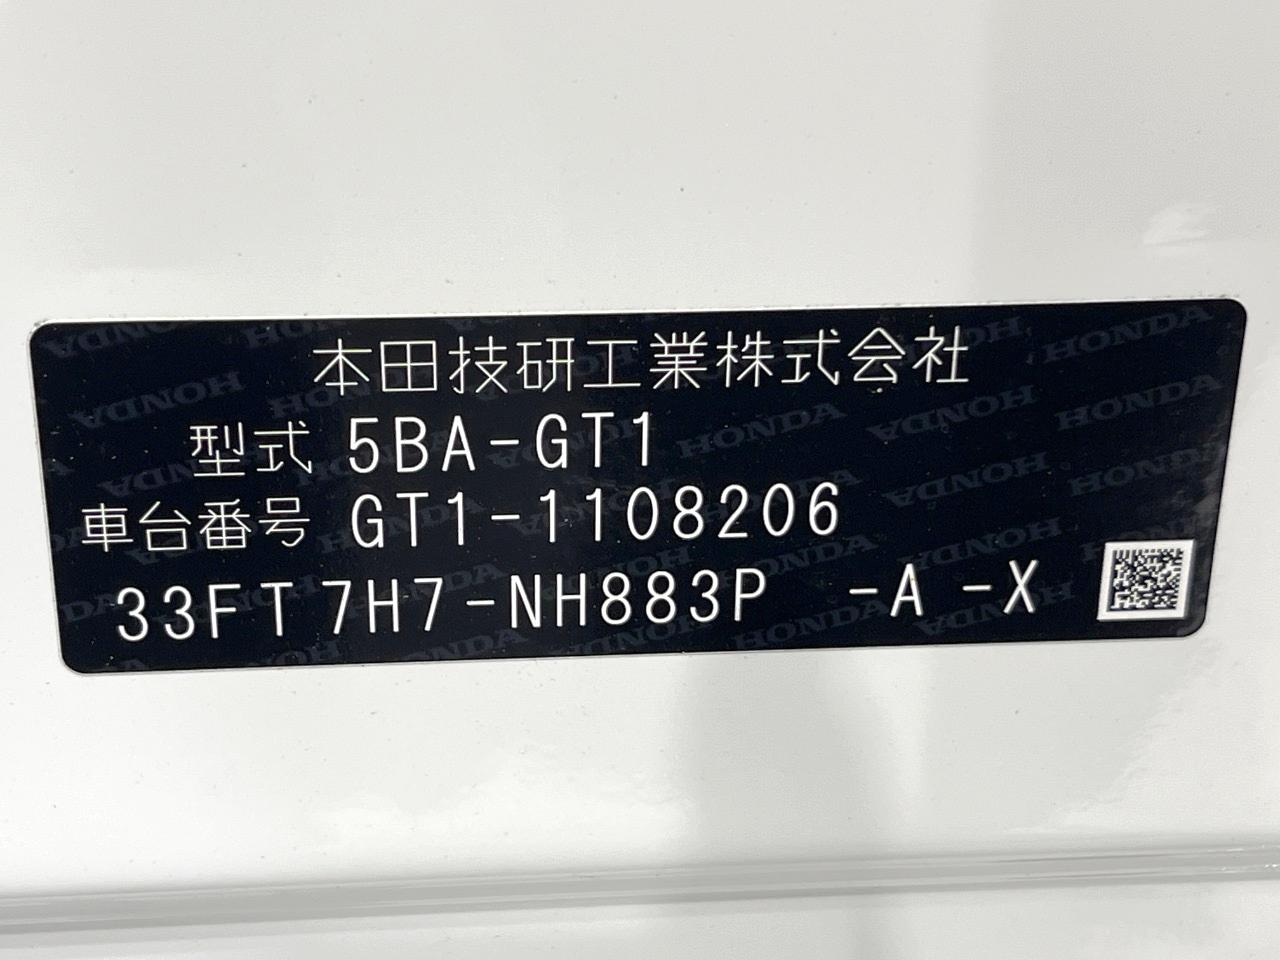 本田技研工業株式会社
型式 5BA-GT1
車台番号 GT1-1108206
33FT7H7-NH883P -A -X